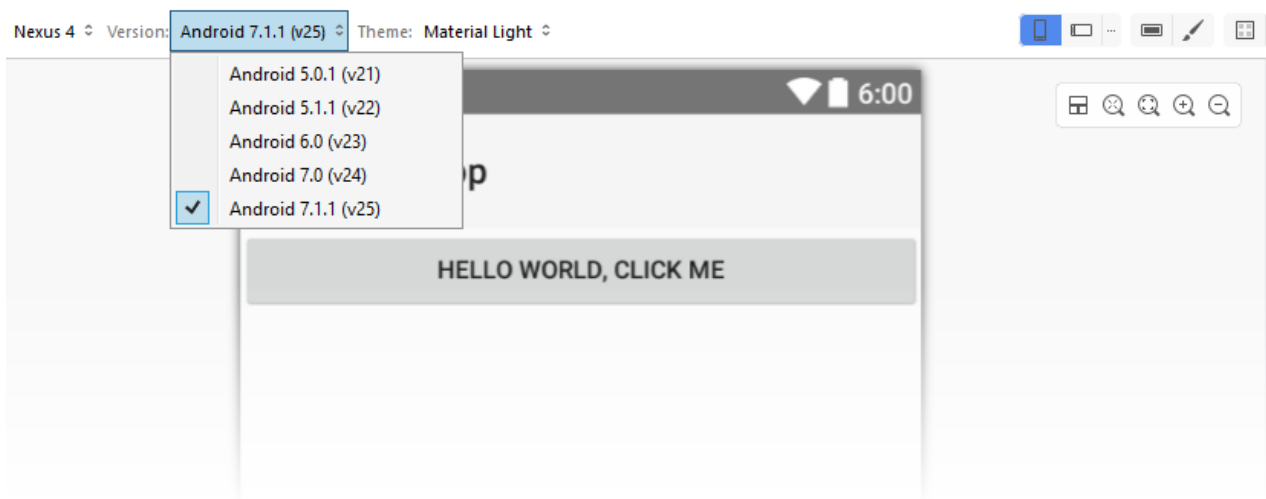 Nexus 4 Version: Android 7.1.1 (v25) Theme: Material Light ...
Android 5.0.1 (v21)
Android 5.1.1 (v22)
Android 6.0 (v23)
Android 7.0 (v24)
Android 7.1.1 (v25)
6:00
HELLO WORLD, CLICK ME